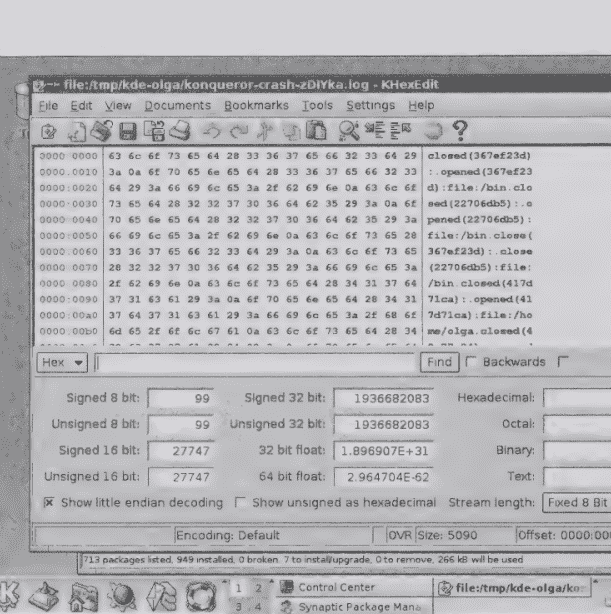 file:/tmp/kde-olga/konqueror-crash-zDIYka.log - KHexEdit
File Edit View Documents Bookmarks Tools Settings Help
0000:0000 63 6c 6f 73 65 64 28 33 36 37 65 66 32 33 64 29 closed(367ef23d)
0000:0010 3a 0a 6f 70 65 6e 65 64 28 33 36 37 65 66 32 33 :.opened(367ef23
0000:0020 64 29 3a 66 69 6c 65 3a 2f 62 69 6e 0a 63 6c 6f d):file:/bin.clo
0000:0030 73 65 64 28 32 32 37 30 36 64 62 35 29 3a 0a 6f sed(22706db5):.o
0000:0040 70 65 6e 65 64 28 32 32 37 30 36 64 62 35 29 3a pened(22706db5):
0000:0050 66 69 6c 65 3a 2f 62 69 6e 0a 63 6c 6f 73 65 28 file:/bin.close(
0000:0060 33 36 37 65 66 32 33 64 29 3a 0a 63 6c 6f 73 65 367ef23d):.close
0000:0070 28 32 32 37 30 36 64 62 35 29 3a 66 69 6c 65 3a (22706db5):file:
0000:0080 2f 62 69 6e 0a 63 6c 6f 73 65 64 28 34 31 37 64 /bin.closed(417d
0000:0090 37 31 63 61 29 3a 0a 6f 70 65 6e 65 64 28 34 31 71ca):.opened(41
0000:00a0 37 64 37 31 63 61 29 3a 66 69 6c 65 3a 2f 68 6f 7d71ca):file:/ho
0000:00b0 6d 65 2f 6f 6c 67 61 0a 63 6c 6f 73 65 64 28 34 me/olga.closed(4
Hex Find Backwards
Signed 8 bit: 99 Signed 32 bit: 1936682083 Hexadecimal:
Unsigned 8 bit: 99 Unsigned 32 bit: 1936682083 Octal:
Signed 16 bit: 27747 32 bit float: 1.896907E+31 Binary:
Unsigned 16 bit: 27747 64 bit float: 2.964704E-62 Text:
Show little endian decoding Show unsigned as hexadecimal Stream length: Fixed 8 Bit
Encoding: Default OVR Size: 5090 Offset: 0000:00
713 packages listed, 949 installed, 0 broken. 7 to install/upgrade, 0 to remove, 266 kB will be used
1 2 Control Center file:/tmp/kde-olga/ko
3 4 Synaptic Package Mana